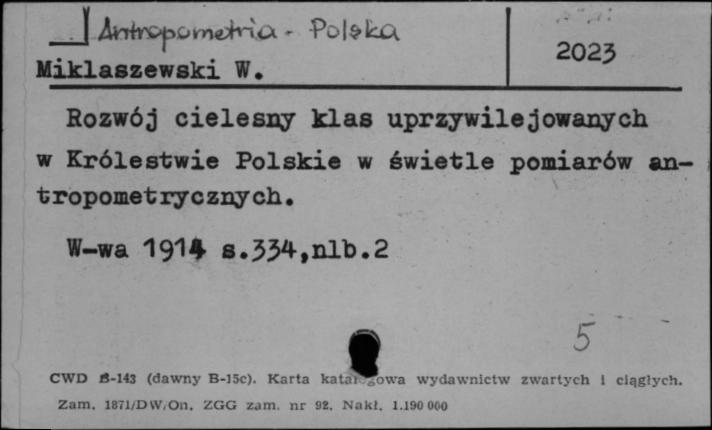 Antropometria - Polska
2023
Miklaszewski W.
Rozwój cielesny klas uprzywilejowanych
w Królestwie Polskie w świetle pomiarów an-
tropometrycznych.
W-wa 1914 s.334,nlb.2
5
CWD B-143 (dawny B-15c). Karta katalogowa wydawnictw zwartych i ciągłych.
Zam. 1871/DW/On. ZGG zam. nr 92. Nakł. 1.190 000